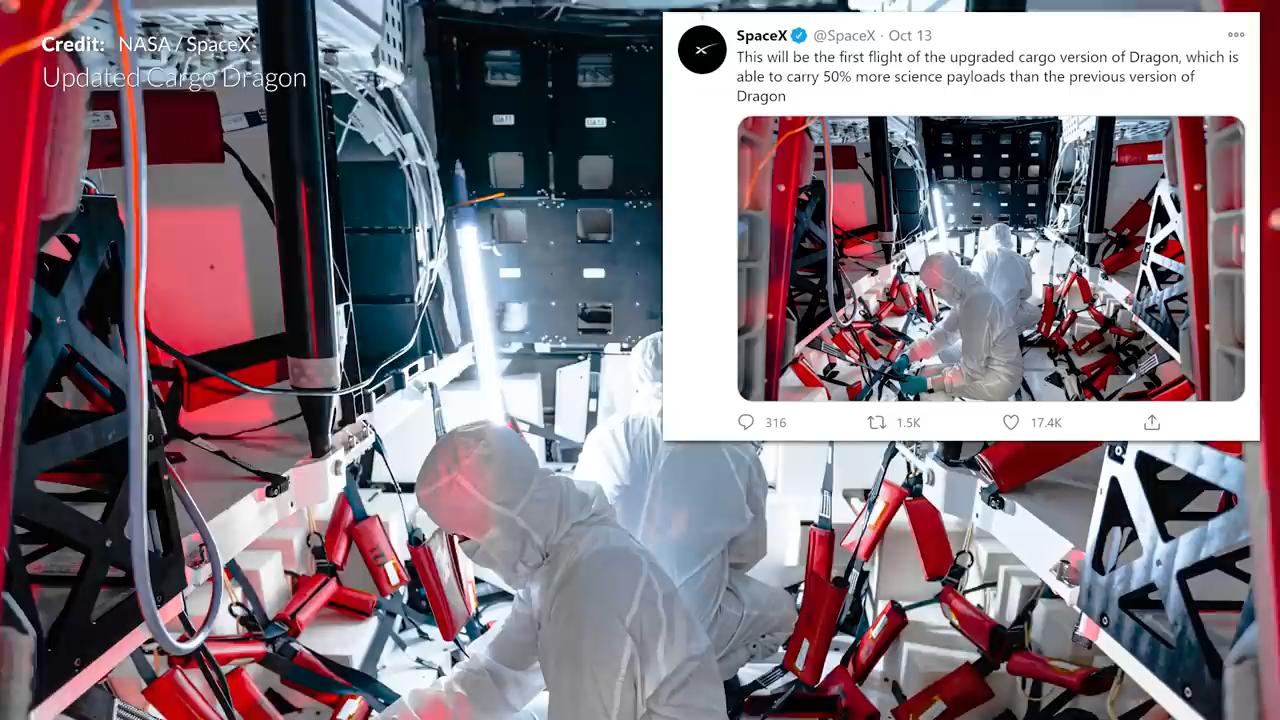 Credit: NASA / SpaceX
Updated Cargo Dragon
SpaceX @SpaceX · Oct 13
This will be the first flight of the upgraded cargo version of Dragon, which is
able to carry 50% more science payloads than the previous version of
Dragon
316 1.5K 17.4K